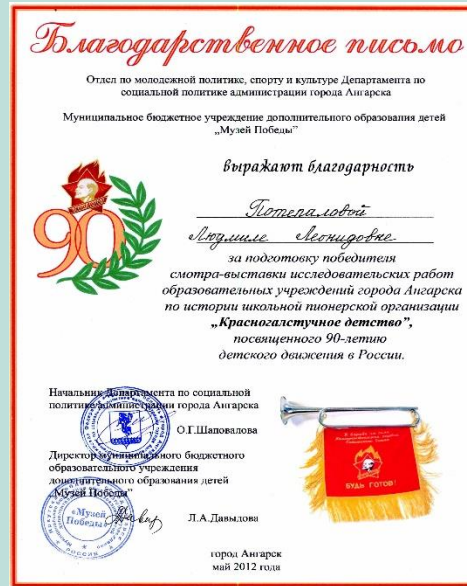 Благодарственное письмо
Отдел по молодежной политике, спорту и культуре Департамента по
социальной политике администрации города Ангарска
Муниципальное бюджетное учреждение дополнительного образования детей
„Музей Победы”
выражают благодарность
Потепаловой
Людмиле Леонидовне
за подготовку победителя
смотра-выставки исследовательских работ
образовательных учреждений города Ангарска
по истории школьной пионерской организации
„Красногалстучное детство”,
посвященного 90-летию
детского движения в России.
90
Начальник Департамента по социальной
политике администрации города Ангарска
О.Г.Шаповалова
Директор муниципального бюджетного
образовательного учреждения
дополнительного образования детей
„Музей Победы”
„Музей
Победы”
Л.А.Давыдова
БУДЬ ГОТОВ!
город Ангарск
май 2012 года